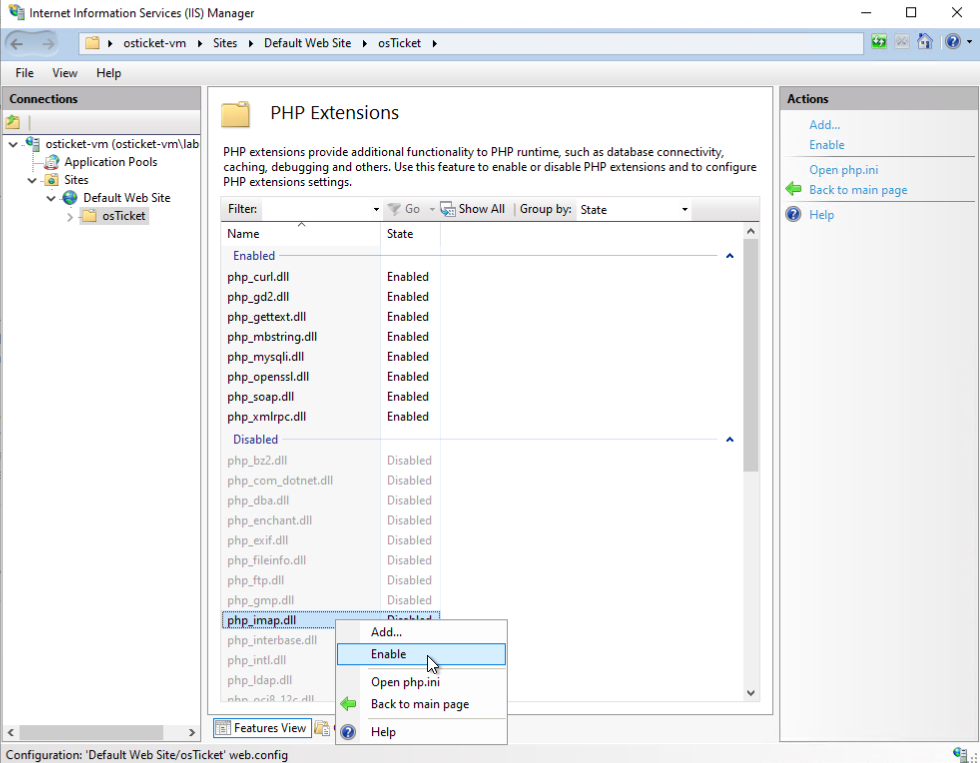 Internet Information Services (IIS) Manager
osticket-vm
Sites
Default Web Site
osTicket
File View Help
Connections
osticket-vm (osticket-vm\lab
Application Pools
Sites
Default Web Site
osTicket
PHP Extensions
PHP extensions provide additional functionality to PHP runtime, such as database connectivity,
caching, debugging and others. Use this feature to enable or disable PHP extensions and to configure
PHP extensions settings.
Filter: Go Show All Group by: State
Name State
Enabled
php_curl.dll Enabled
php_gd2.dll Enabled
php_gettext.dll Enabled
php_mbstring.dll Enabled
php_mysqli.dll Enabled
php_openssl.dll Enabled
php_soap.dll Enabled
php_xmlrpc.dll Enabled
Disabled
php_bz2.dll Disabled
php_com_dotnet.dll Disabled
php_dba.dll Disabled
php_enchant.dll Disabled
php_exif.dll Disabled
php_fileinfo.dll Disabled
php_ftp.dll Disabled
php_gmp.dll Disabled
php_imap.dll Disabled
php_interbase.dll
php_intl.dll
php_ldap.dll
php_oci8_12c.dll
Add...
Enable
Open php.ini
Back to main page
Help
Features View
Actions
Add...
Enable
Open php.ini
Back to main page
Help
Configuration: 'Default Web Site/osTicket' web.config